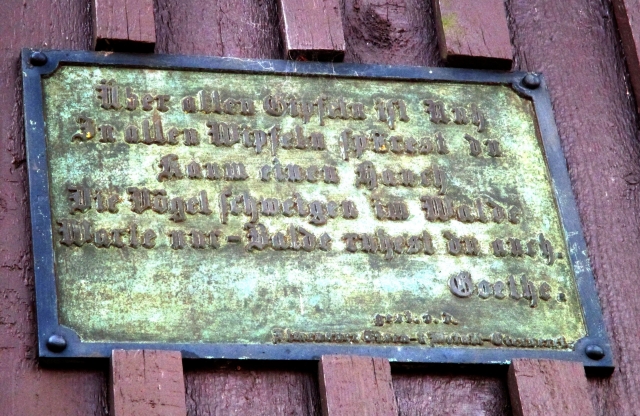 Über allen Gipfeln ist Ruh
In allen Wipfeln spürest du
Kaum einen Hauch
Die Vögel schweigen im Walde
Warte nur - Balde ruhest du auch.
Goethe.